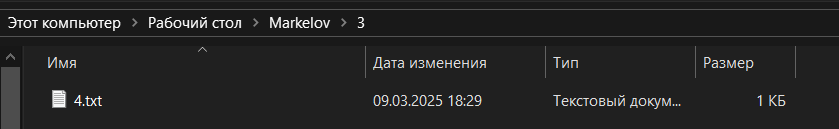 Этот компьютер > Рабочий стол > Markelov > 3
Имя Дата изменения Тип Размер
4.txt 09.03.2025 18:29 Текстовый докум... 1 КБ